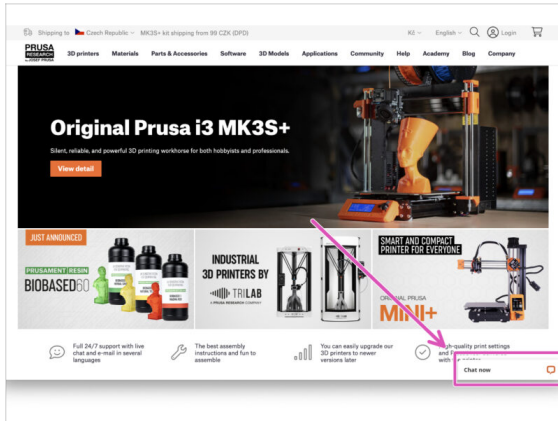 Shipping to Czech Republic MK3S+ kit shipping from 99 CZK (DPD) Kč English Login
PRUSA
RESEARCH
by JOSEF PRUSA
3D printers Materials Parts & Accessories Software 3D Models Applications Community Help Academy Blog Company
Original Prusa i3 MK3S+
Silent, reliable, and powerful 3D printing workhorse for both hobbyists and professionals.
View detail
JUST ANNOUNCED
PRUSAMENT RESIN
BIOBASED60
INDUSTRIAL
3D PRINTERS BY
TRILAB
A PRUSA RESEARCH COMPANY
SMART AND COMPACT
PRINTER FOR EVERYONE
ORIGINAL PRUSA
MINI+
Full 24/7 support with live
chat and e-mail in several
languages
The best assembly
instructions and fun to
assemble
You can easily upgrade our
3D printers to newer
versions later
High-quality print settings
and
with
Chat now